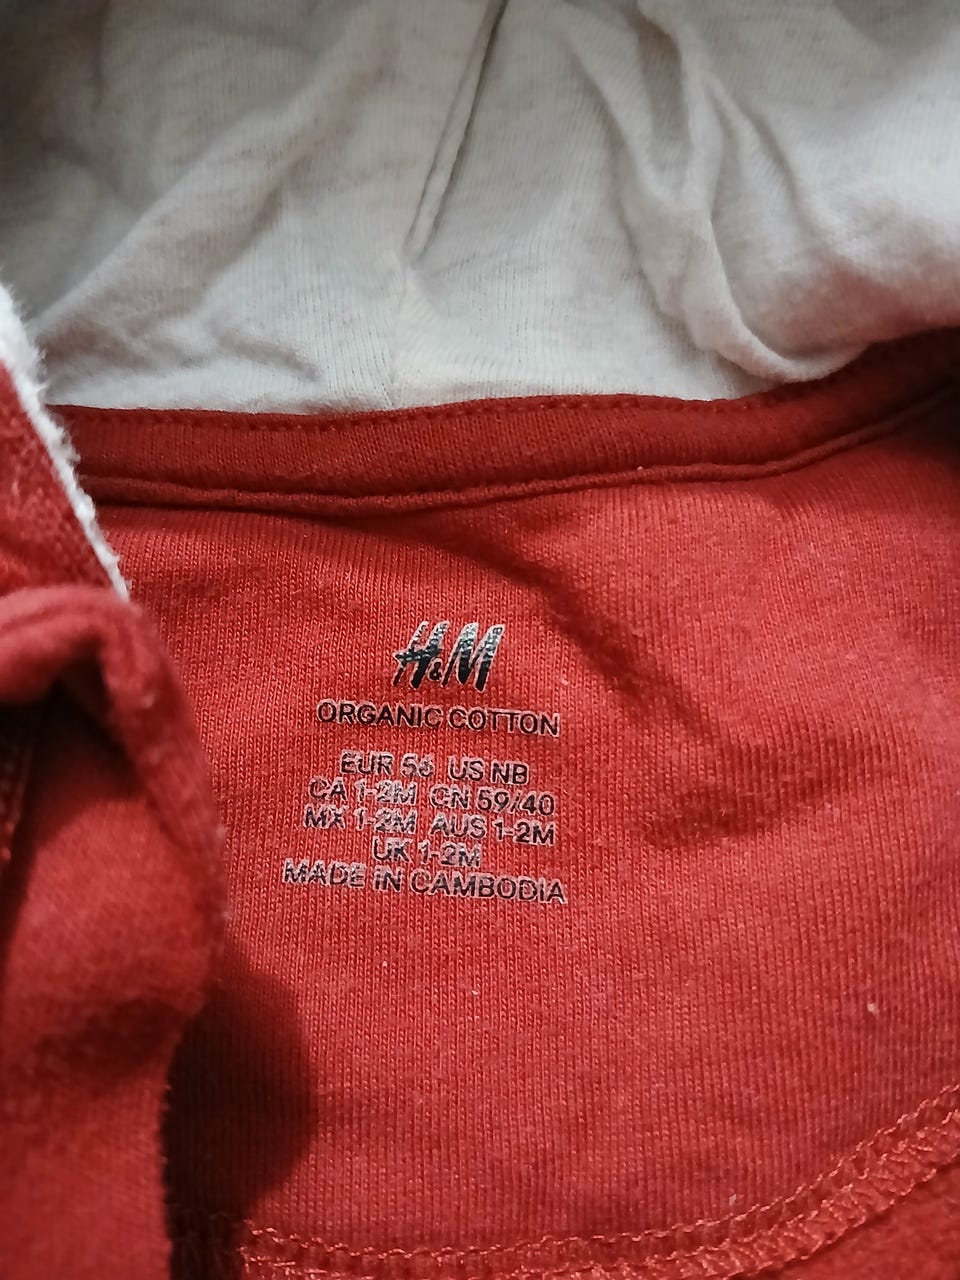 H&M
ORGANIC COTTON
EUR 56 US NB
CA 1-2M CN 59/40
MX 1-2M AUS 1-2M
UK 1-2M
MADE IN CAMBODIA